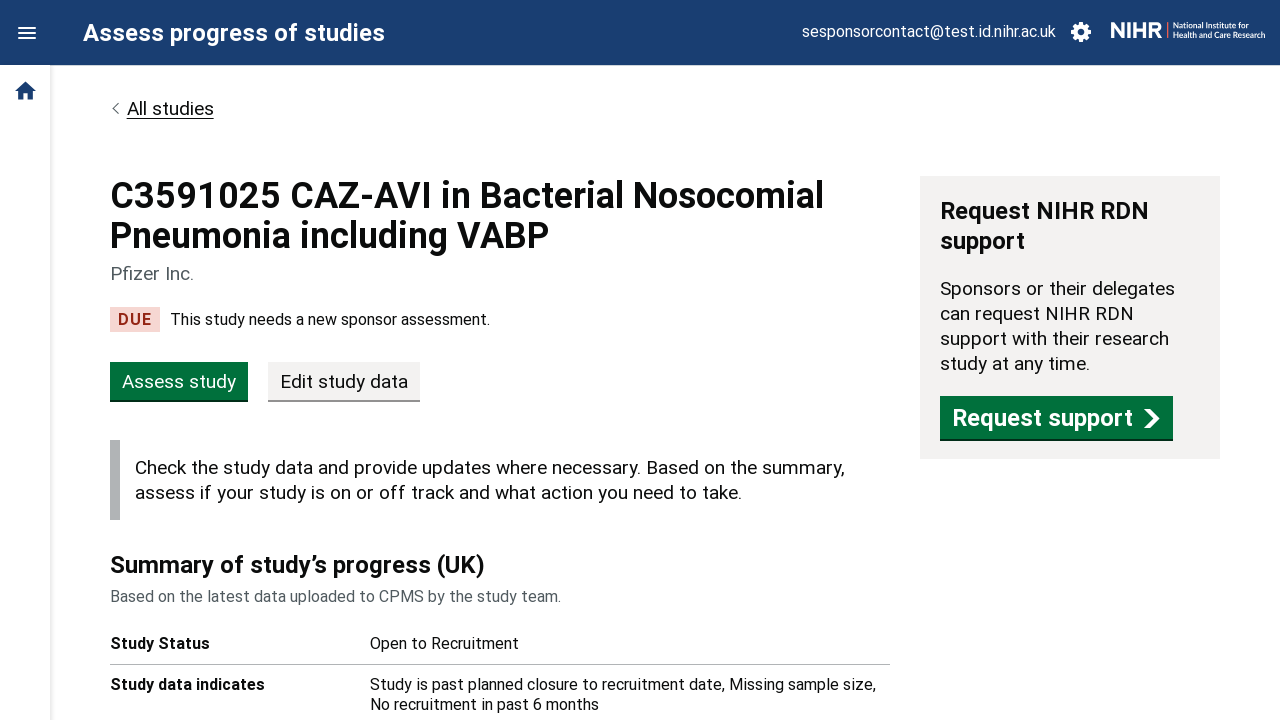 Assess progress of studies
sesponsorcontact@test.id.nihr.ac.uk
NIHR | National Institute for
Health and Care Research
All studies
C3591025 CAZ-AVI in Bacterial Nosocomial
Pneumonia including VABP
Pfizer Inc.
DUE This study needs a new sponsor assessment.
Assess study
Edit study data
Check the study data and provide updates where necessary. Based on the summary,
assess if your study is on or off track and what action you need to take.
Summary of study’s progress (UK)
Based on the latest data uploaded to CPMS by the study team.
Study Status Open to Recruitment
Study data indicates Study is past planned closure to recruitment date, Missing sample size,
No recruitment in past 6 months
Request NIHR RDN
support
Sponsors or their delegates
can request NIHR RDN
support with their research
study at any time.
Request support